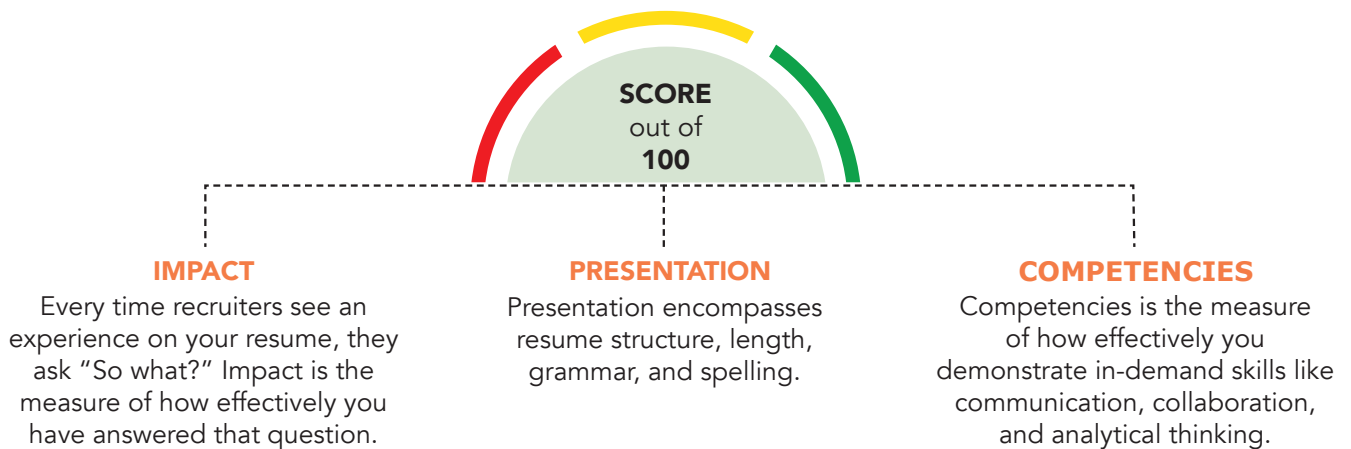 SCORE
out of
100
IMPACT
Every time recruiters see an
experience on your resume, they
ask “So what?” Impact is the
measure of how effectively you
have answered that question.
PRESENTATION
Presentation encompasses
resume structure, length,
grammar, and spelling.
COMPETENCIES
Competencies is the measure
of how effectively you
demonstrate in-demand skills like
communication, collaboration,
and analytical thinking.